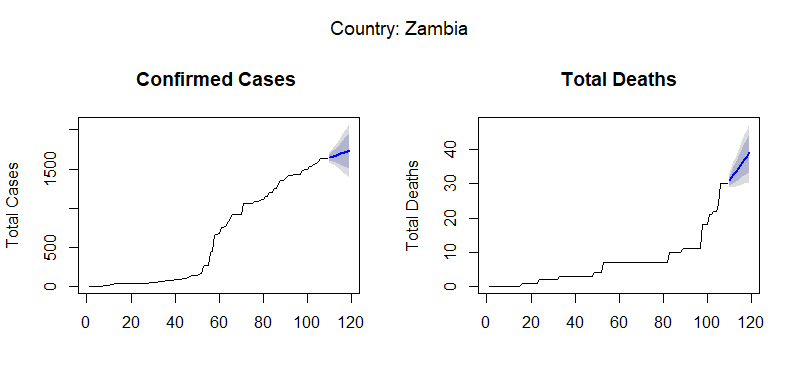 Country: Zambia
Confirmed Cases
Total Deaths
Total Cases
0
500
1500
0 20 40 60 80 100 120
Total Deaths
0
10
20
30
40
0 20 40 60 80 100 120